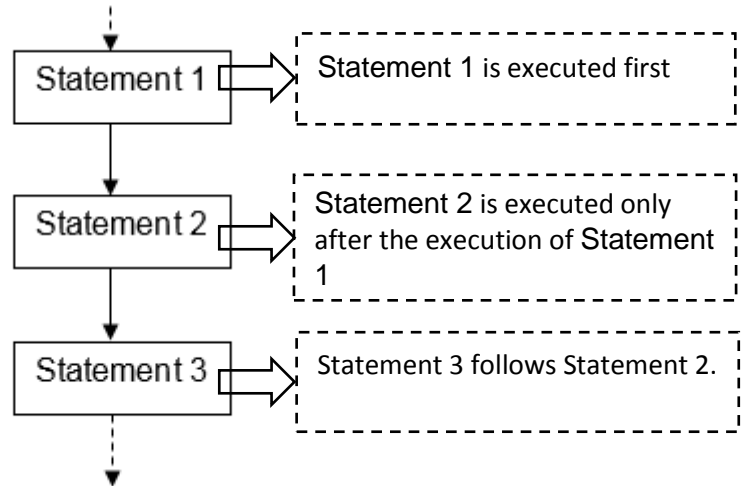 Statement 1
Statement 1 is executed first
Statement 2
Statement 2 is executed only
after the execution of Statement
1
Statement 3
Statement 3 follows Statement 2.